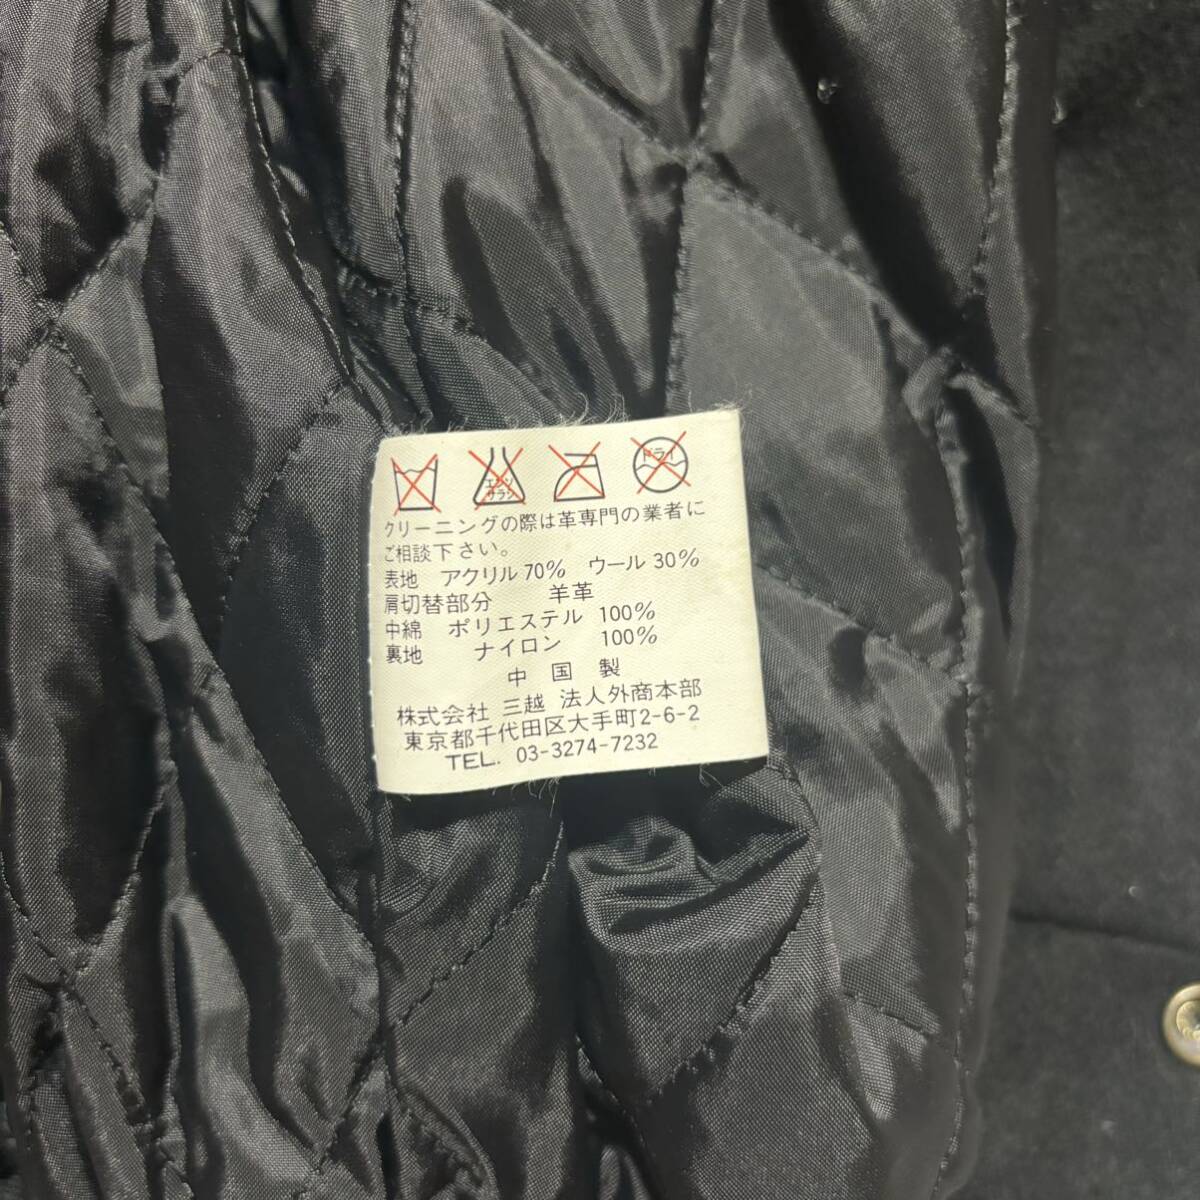 エンソ
サラシ
ドライ
クリーニングの際は革専門の業者に
ご相談下さい。
表地 アクリル 70% ウール 30%
肩切替部分 羊革
中綿 ポリエステル 100%
裏地 ナイロン 100%
中国製
株式会社 三越 法人外商本部
東京都千代田区大手町2-6-2
TEL. 03-3274-7232